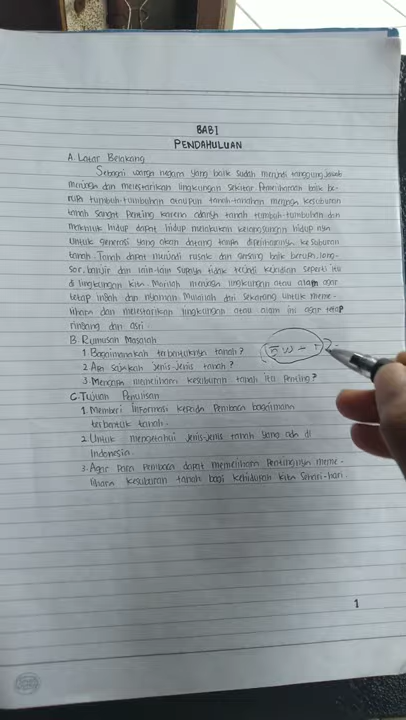 BAB I
PENDAHULUAN
A. Latar Belakang
Sebagai warga negara yang baik sudah menjadi tanggung jawab
menjaga dan melestarikan lingkungan sekitar. Pemeliharaan baik be-
rupa tumbuh-tumbuhan ataupun tanah-tanahan menjaga kesuburan
tanah sangat penting karena adanya tanah tumbuh-tumbuhan dan
makhluk hidup dapat hidup melakukan kelangsungan hidup nya
untuk generasi yang akan datang tanpa kesuburan
tanah. Tanah dapat menjadi rusak dan gersang baik berupa, long-
sor, banjir dan lain-lain supaya tidak terjadi kejadian seperti itu
di lingkungan kita. Marilah menjaga lingkungan atau alam agar
tetap indah dan nyaman. Mulailah dari sekarang untuk meme-
lihara dan melestarikan lingkungan atau alam ini agar tetap
rindang dan asri.
B. Rumusan Masalah
1. Bagaimanakah terbentuknya tanah?
5 W +
2. Apa sajakah Jenis-Jenis tanah?
3. Mengapa memelihara kesuburan tanah itu penting?
C. Tujuan Penulisan
1. Memberi Informasi kepada Pembaca bagaimana
terbentuk tanah.
2. Untuk mengetahui Jenis-Jenis tanah yang ada di
Indonesia.
3. Agar Para Pembaca dapat memelihara Pentingnya meme-
lihara kesuburan tanah bagi kehidupan kita Sehari-hari.
1